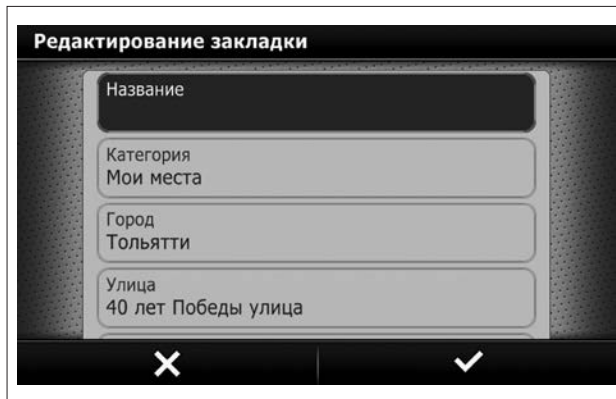 Редактирование закладки
Название
Категория
Мои места
Город
Тольятти
Улица
40 лет Победы улица